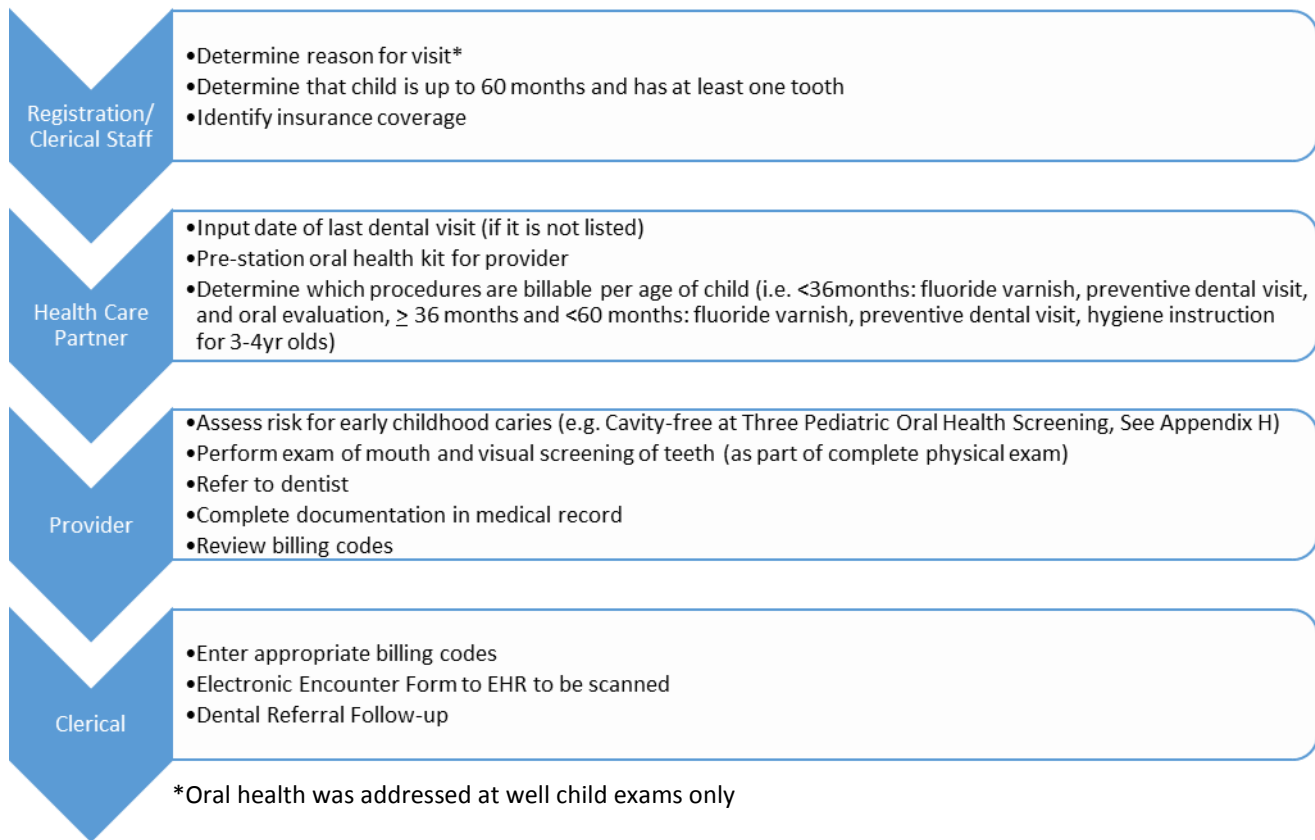 Registration/
Clerical Staff
•Determine reason for visit*
•Determine that child is up to 60 months and has at least one tooth
•Identify insurance coverage
Health Care
Partner
•Input date of last dental visit (if it is not listed)
•Pre-station oral health kit for provider
•Determine which procedures are billable per age of child (i.e. <36months: fluoride varnish, preventive dental visit,
and oral evaluation, ≥ 36 months and <60 months: fluoride varnish, preventive dental visit, hygiene instruction
for 3-4yr olds)
Provider
•Assess risk for early childhood caries (e.g. Cavity-free at Three Pediatric Oral Health Screening, See Appendix H)
•Perform exam of mouth and visual screening of teeth (as part of complete physical exam)
•Refer to dentist
•Complete documentation in medical record
•Review billing codes
Clerical
•Enter appropriate billing codes
•Electronic Encounter Form to EHR to be scanned
•Dental Referral Follow-up
*Oral health was addressed at well child exams only